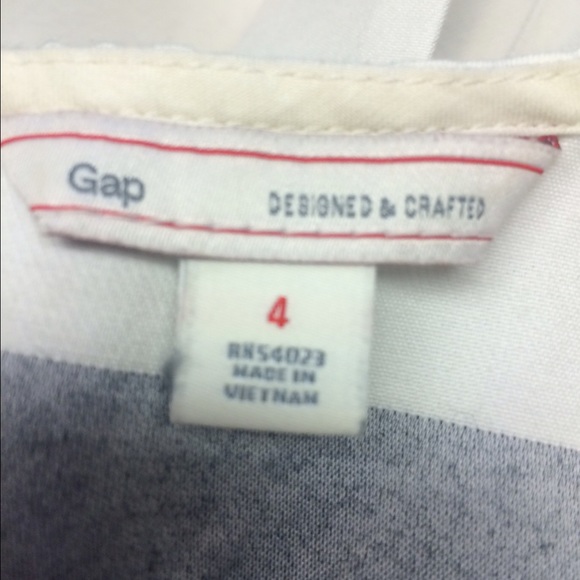 Gap
DESIGNED & CRAFTED
4
RN54023
MADE IN
VIETNAM